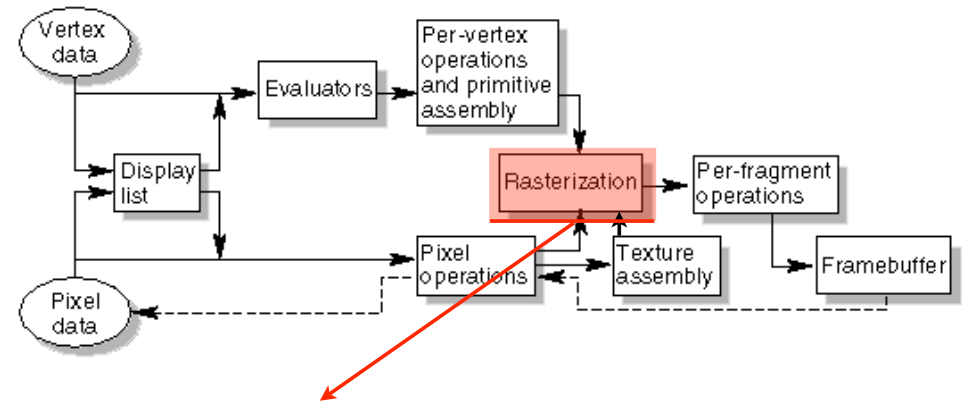 Vertex
data
Evaluators
Per-vertex
operations
and primitive
assembly
Display
list
Rasterization
Per-fragment
operations
Pixel
operations
Texture
assembly
Framebuffer
Pixel
data